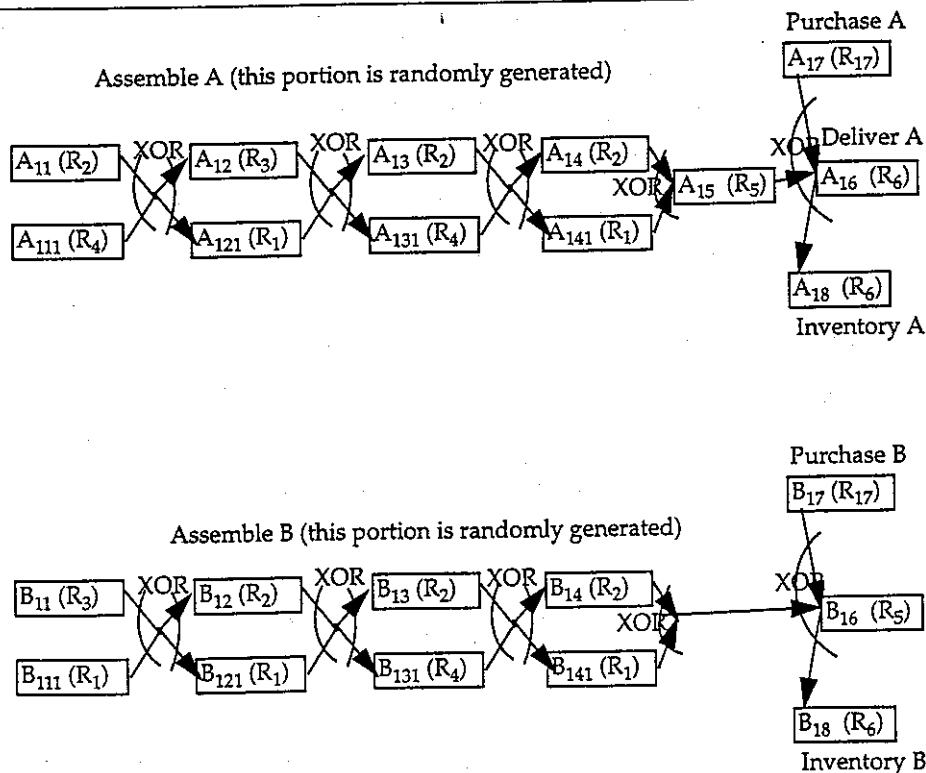 Purchase A
A17 (R17)
Assemble A (this portion is randomly generated)
XOR XOR XOR XOR Deliver A
A11 (R2) A12 (R3) A13 (R2) A14 (R2)
XOR A15 (R5) A16 (R6)
A111 (R4) A121 (R1) A131 (R4) A141 (R1)
A18 (R6)
Inventory A
Purchase B
B17 (R17)
Assemble B (this portion is randomly generated)
XOR XOR XOR XOR
B11 (R3) B12 (R2) B13 (R2) B14 (R2)
XOR B16 (R5)
B111 (R1) B121 (R1) B131 (R4) B141 (R1)
B18 (R6)
Inventory B